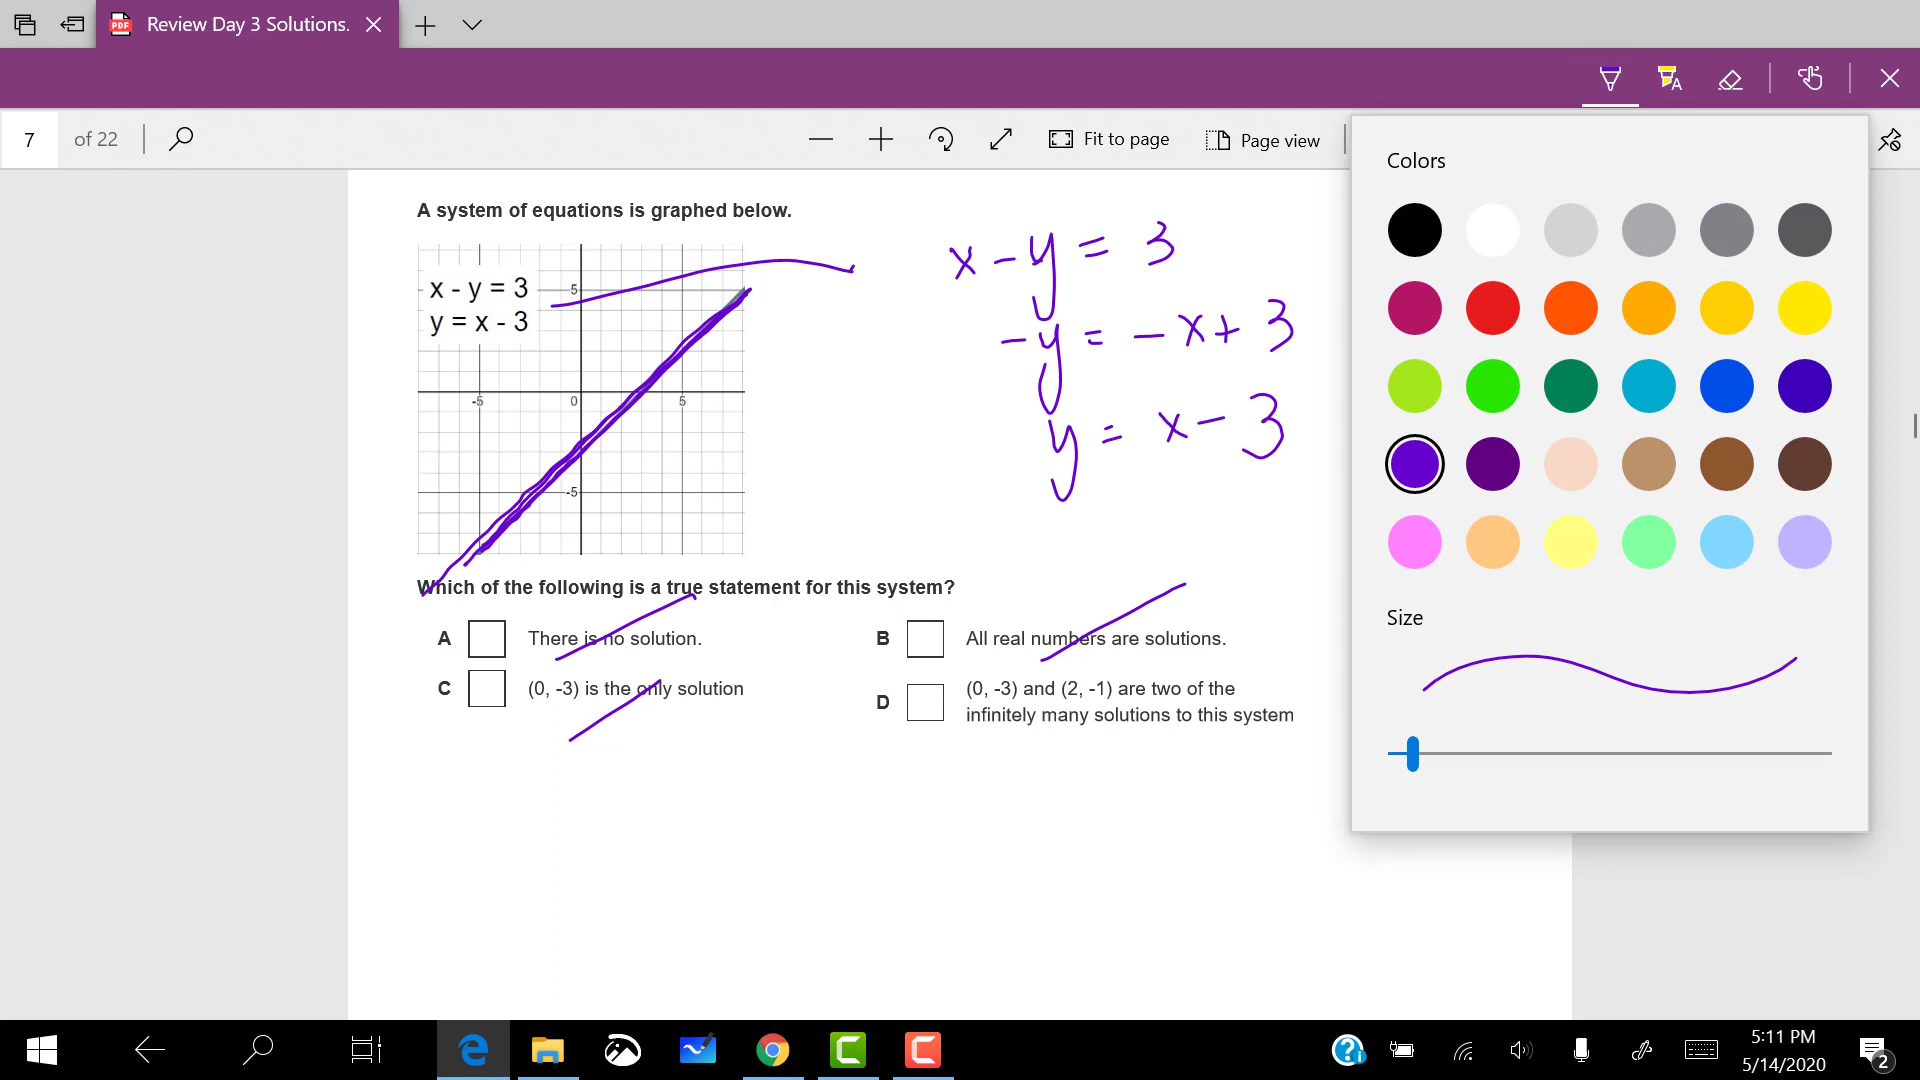 Review Day 3 Solutions.
7 of 22
Fit to page
Page view
Colors
A system of equations is graphed below.
x - y = 3
y = x - 3
5
-5
0
5
-5
x - y = 3
-y = -x + 3
y = x - 3
Which of the following is a true statement for this system?
A There is no solution.
B All real numbers are solutions.
C (0, -3) is the only solution
D (0, -3) and (2, -1) are two of the
infinitely many solutions to this system
Size
5:11 PM
5/14/2020
2